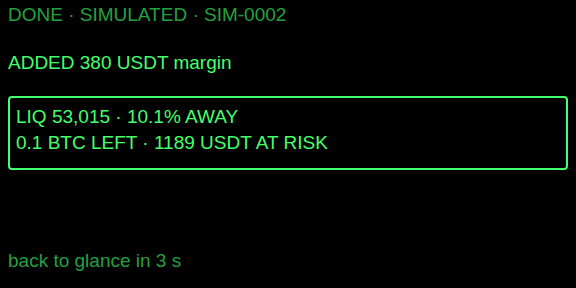 DONE · SIMULATED · SIM-0002
ADDED 380 USDT margin
LIQ 53,015 · 10.1% AWAY
0.1 BTC LEFT · 1189 USDT AT RISK
back to glance in 3 s